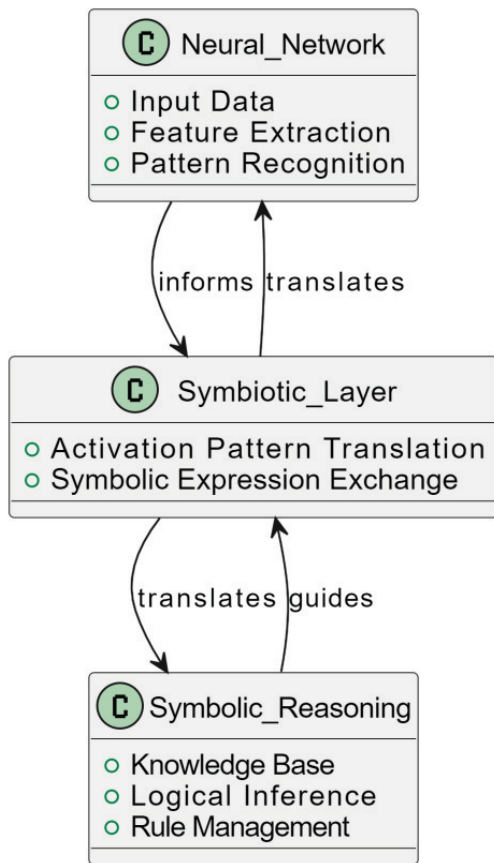 C Neural_Network
Input Data
Feature Extraction
Pattern Recognition
informs translates
C Symbiotic_Layer
Activation Pattern Translation
Symbolic Expression Exchange
translates guides
C Symbolic_Reasoning
Knowledge Base
Logical Inference
Rule Management